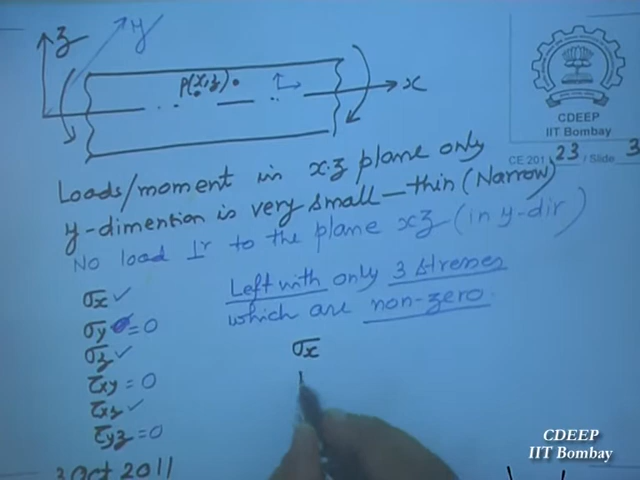 z
y
P(x,z)
x
CDEEP
IIT Bombay
CE 201 23 / Slide 3
Loads/moment in x-z plane only
y-dimention is very small—thin (Narrow)
No load ⊥r to the plane xz (in y-dir)
σx ✓
σy = 0
σz ✓
τxy = 0
τxz ✓
τyz = 0
Left with only 3 stresses
which are non-zero.
σx
3 Oct 2011
CDEEP
IIT Bombay